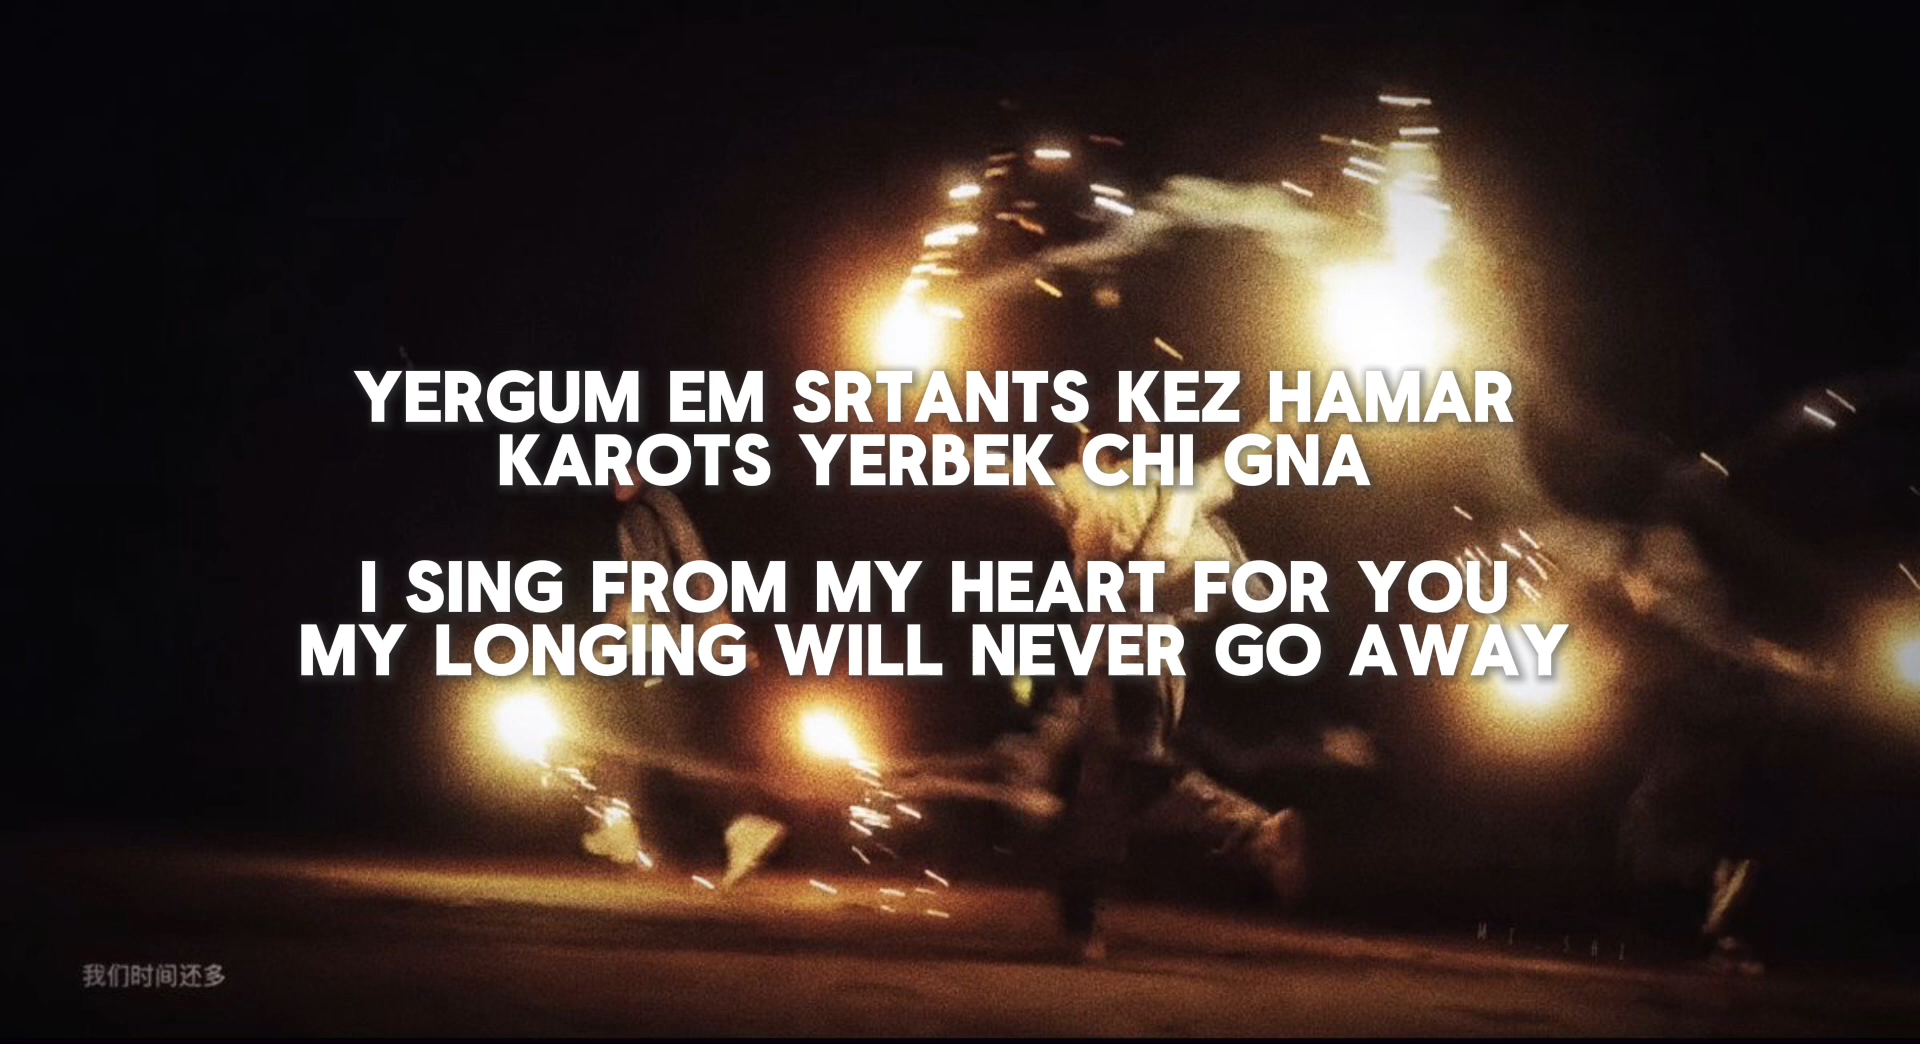 YERGUM EM SRTANTS KEZ HAMAR
KAROTS YERBEK CHI GNA
I SING FROM MY HEART FOR YOU
MY LONGING WILL NEVER GO AWAY
我们时间还多